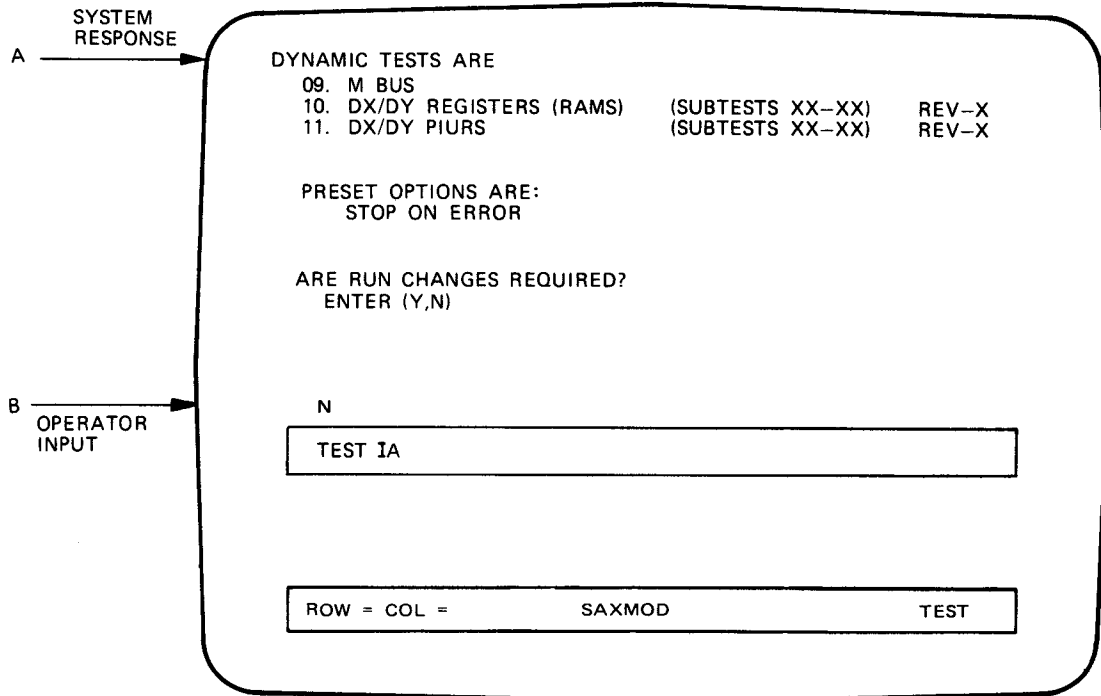 SYSTEM
RESPONSE
A
DYNAMIC TESTS ARE
09. M BUS
10. DX/DY REGISTERS (RAMS) (SUBTESTS XX–XX) REV–X
11. DX/DY PIURS (SUBTESTS XX–XX) REV–X
PRESET OPTIONS ARE:
STOP ON ERROR
ARE RUN CHANGES REQUIRED?
ENTER (Y,N)
B
OPERATOR
INPUT
N
TEST IA
ROW = COL = SAXMOD TEST